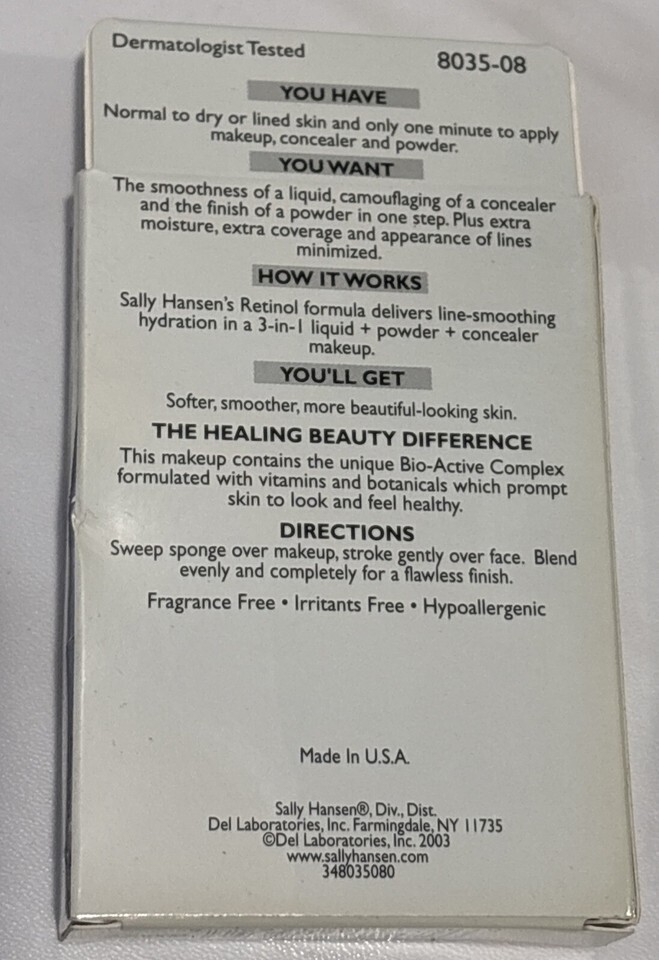 Dermatologist Tested
8035-08
YOU HAVE
Normal to dry or lined skin and only one minute to apply
makeup, concealer and powder.
YOU WANT
The smoothness of a liquid, camouflaging of a concealer
and the finish of a powder in one step. Plus extra
moisture, extra coverage and appearance of lines
minimized.
HOW IT WORKS
Sally Hansen's Retinol formula delivers line-smoothing
hydration in a 3-in-1 liquid + powder + concealer
makeup.
YOU'LL GET
Softer, smoother, more beautiful-looking skin.
THE HEALING BEAUTY DIFFERENCE
This makeup contains the unique Bio-Active Complex
formulated with vitamins and botanicals which prompt
skin to look and feel healthy.
DIRECTIONS
Sweep sponge over makeup, stroke gently over face. Blend
evenly and completely for a flawless finish.
Fragrance Free • Irritants Free • Hypoallergenic
Made In U.S.A.
Sally Hansen®, Div., Dist.
Del Laboratories, Inc. Farmingdale, NY 11735
©Del Laboratories, Inc. 2003
www.sallyhansen.com
348035080